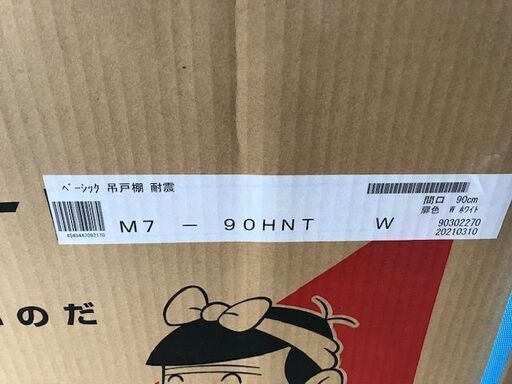 ベーシック 吊戸棚 耐震
間口 90cm
扉色 W ホワイト
M7 － 90HNT W
90302270
20210310
のだ